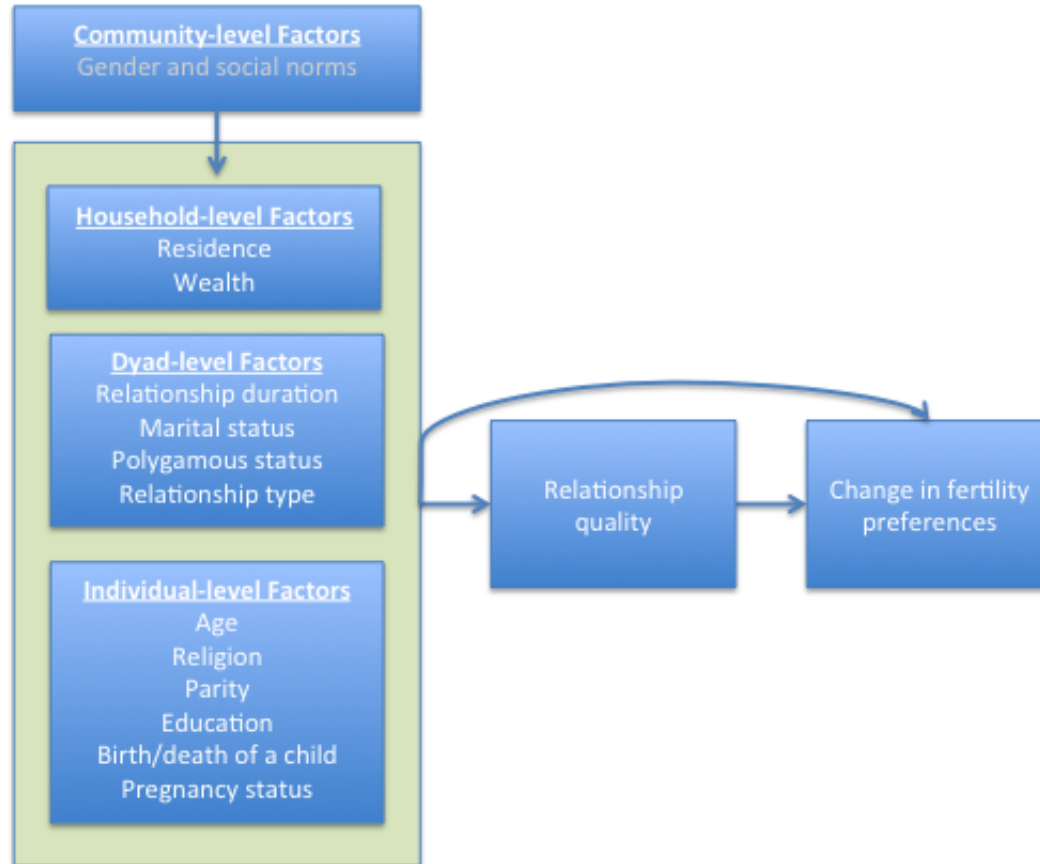 Community-level Factors
Gender and social norms
Household-level Factors
Residence
Wealth
Dyad-level Factors
Relationship duration
Marital status
Polygamous status
Relationship type
Individual-level Factors
Age
Religion
Parity
Education
Birth/death of a child
Pregnancy status
Relationship
quality
Change in fertility
preferences